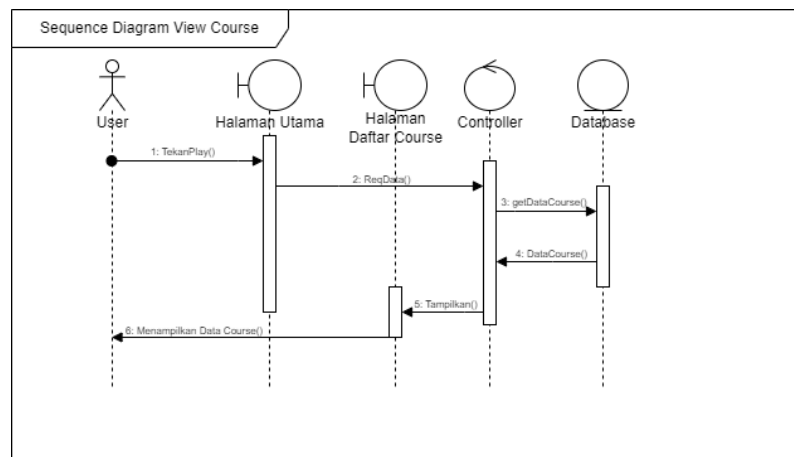 Sequence Diagram View Course
User
Halaman Utama
Halaman
Daftar Course
Controller
Database
1: TekanPlay()
2: ReqData()
3: getDataCourse()
4: DataCourse()
5: Tampilkan()
6: Menampilkan Data Course()